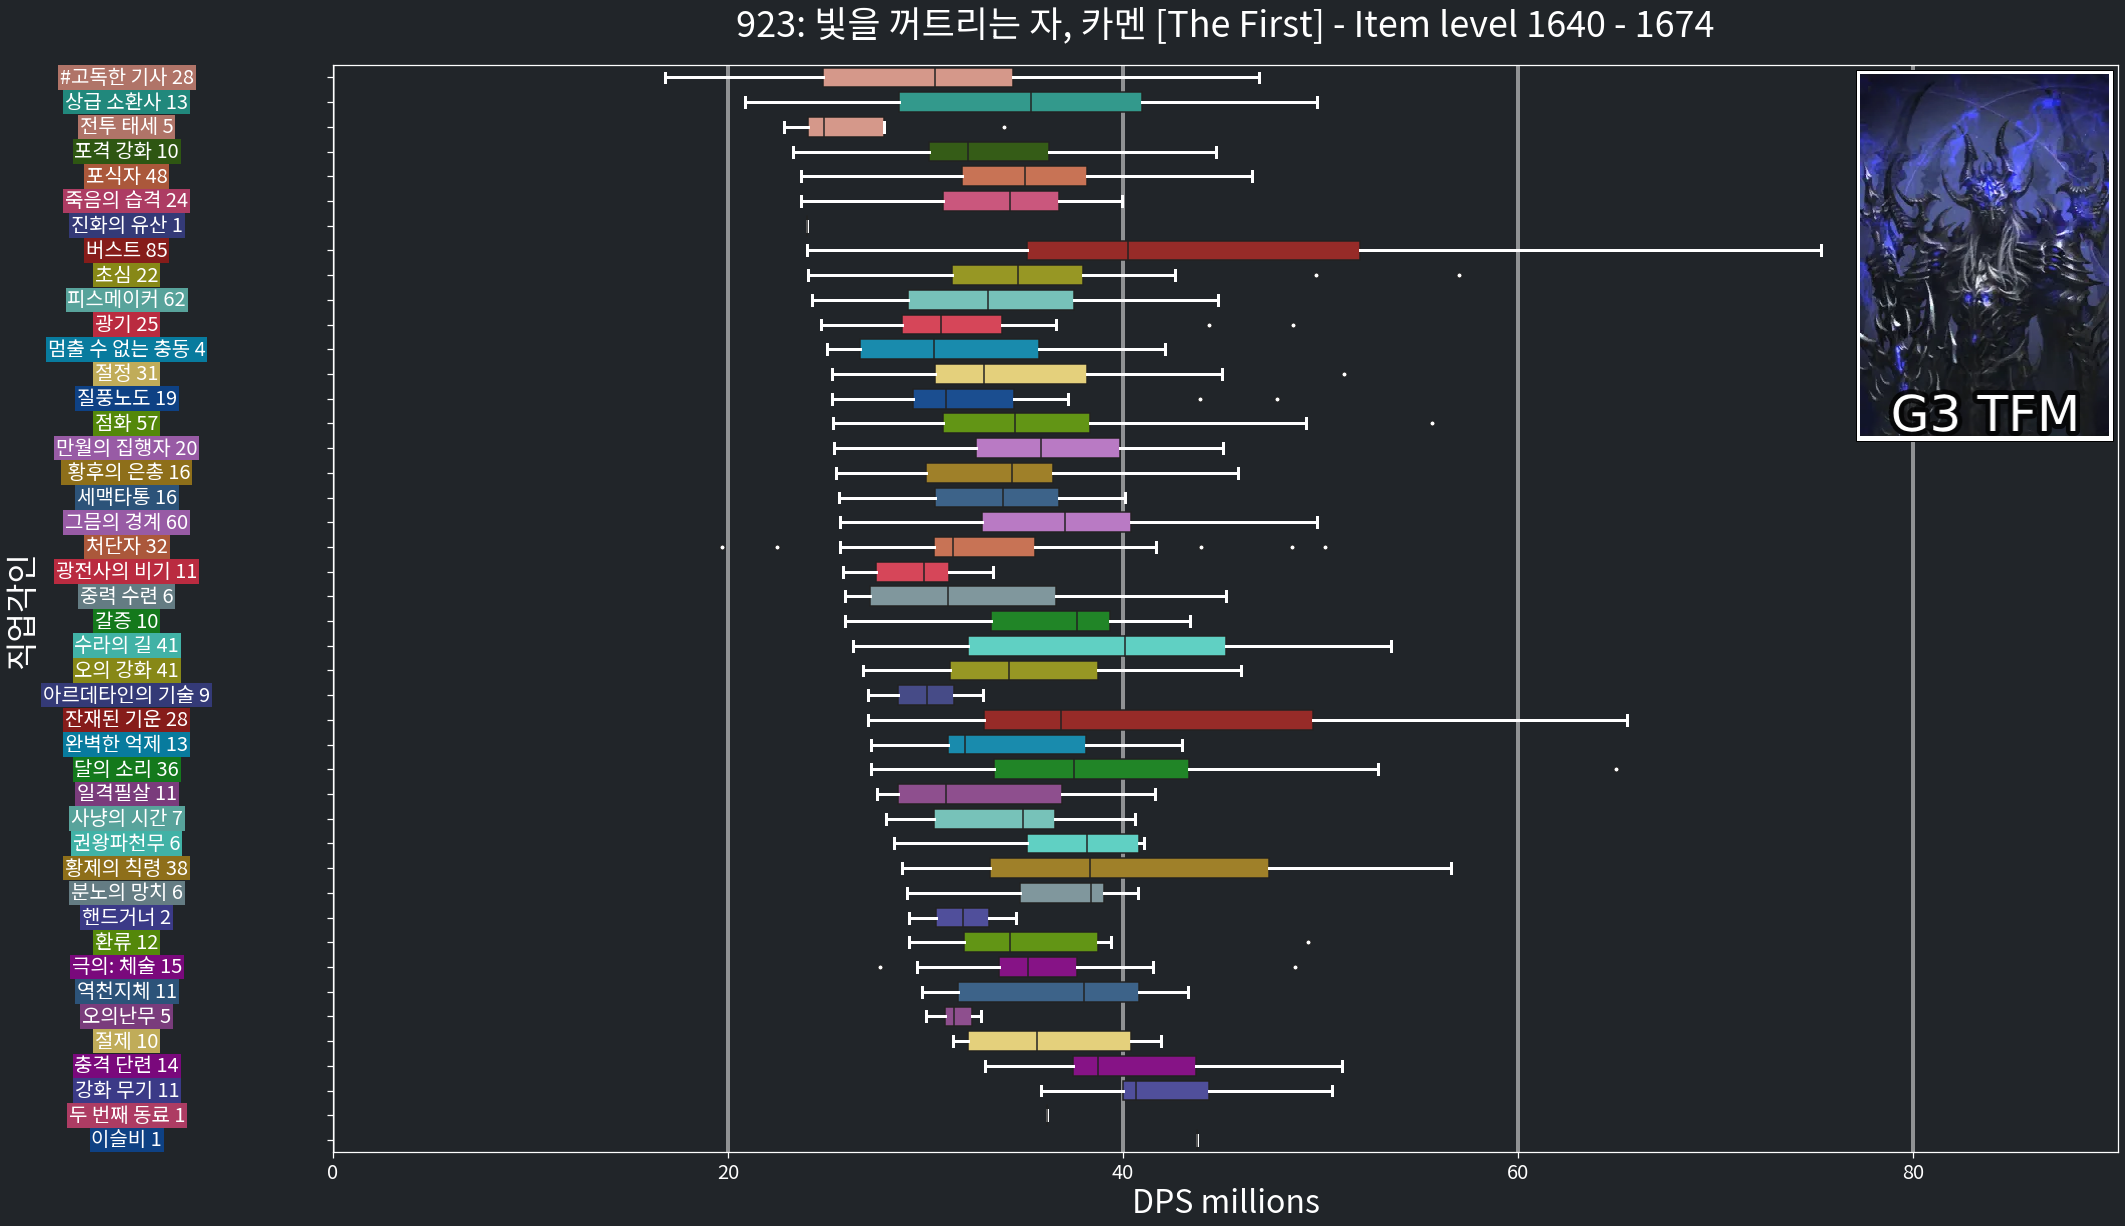 923: 빛을 꺼트리는 자, 카멘 [The First] - Item level 1640 - 1674
#고독한 기사 28
상급 소환사 13
전투 태세 5
포격 강화 10
포식자 48
죽음의 습격 24
진화의 유산 1
버스트 85
초심 22
피스메이커 62
광기 25
멈출 수 없는 충동 4
절정 31
질풍노도 19
점화 57
만월의 집행자 20
황후의 은총 16
세맥타통 16
그믐의 경계 60
처단자 32
광전사의 비기 11
중력 수련 6
갈증 10
수라의 길 41
오의 강화 41
아르데타인의 기술 9
잔재된 기운 28
완벽한 억제 13
달의 소리 36
일격필살 11
사냥의 시간 7
권왕파천무 6
황제의 칙령 38
분노의 망치 6
핸드거너 2
환류 12
극의: 체술 15
역천지체 11
오의난무 5
절제 10
충격 단련 14
강화 무기 11
두 번째 동료 1
이슬비 1
직업각인
G3 TFM
0 20 40 60 80
DPS millions